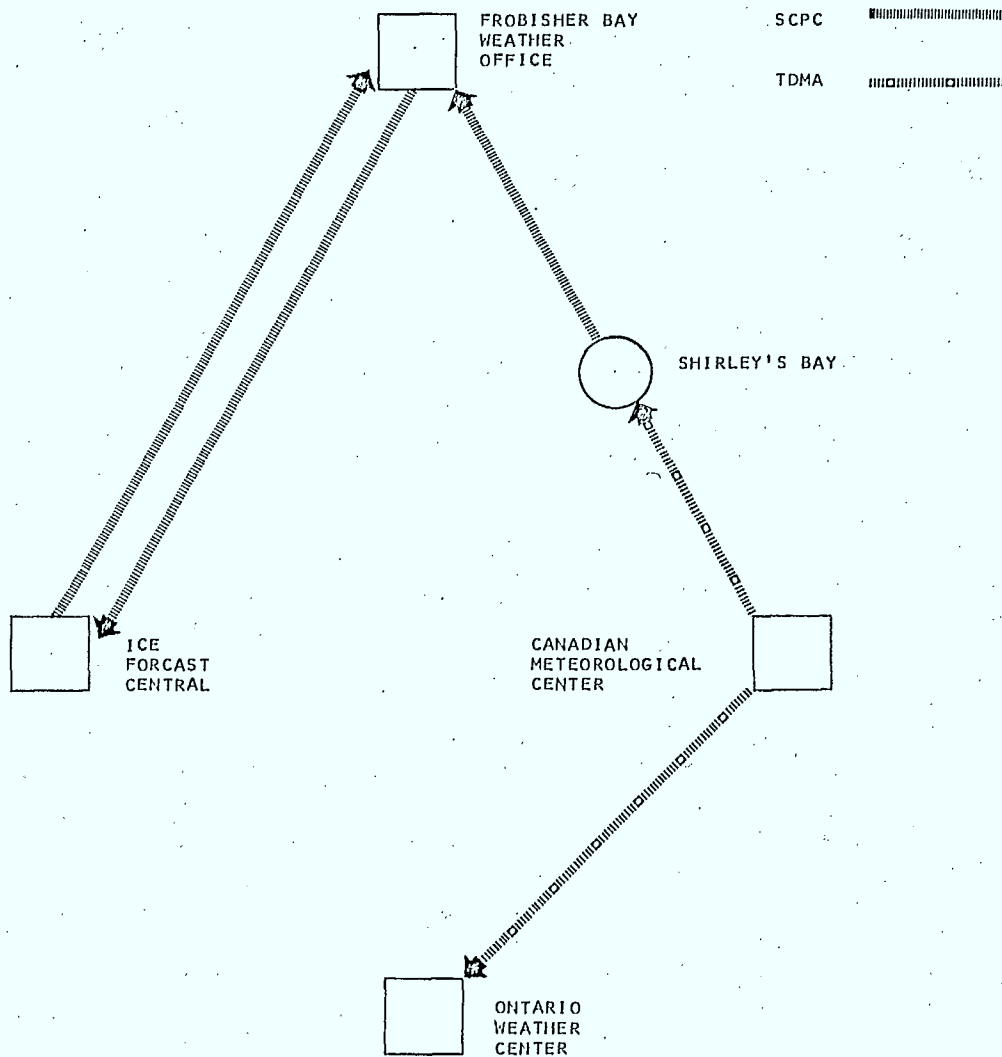 FROBISHER BAY
WEATHER
OFFICE
SCPC
TDMA
SHIRLEY'S BAY
ICE
FORCAST
CENTRAL
CANADIAN
METEOROLOGICAL
CENTER
ONTARIO
WEATHER
CENTER